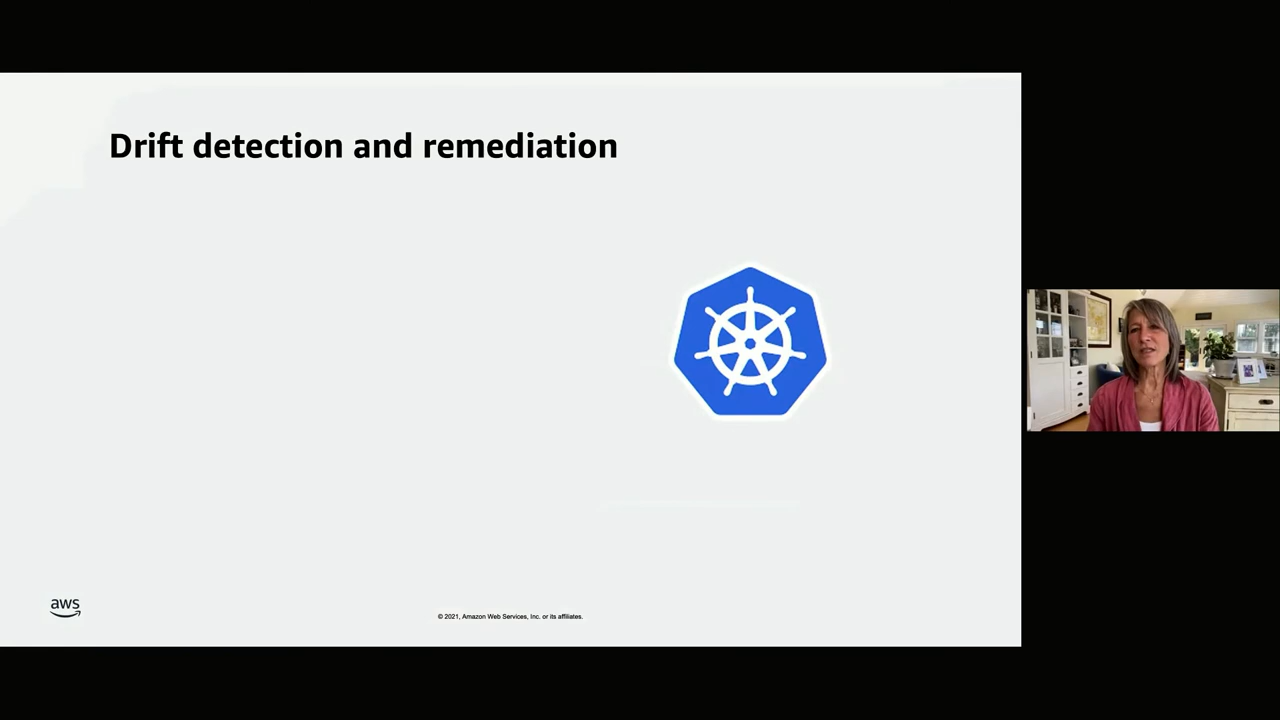 Drift detection and remediation
aws
© 2021, Amazon Web Services, Inc. or its affiliates.